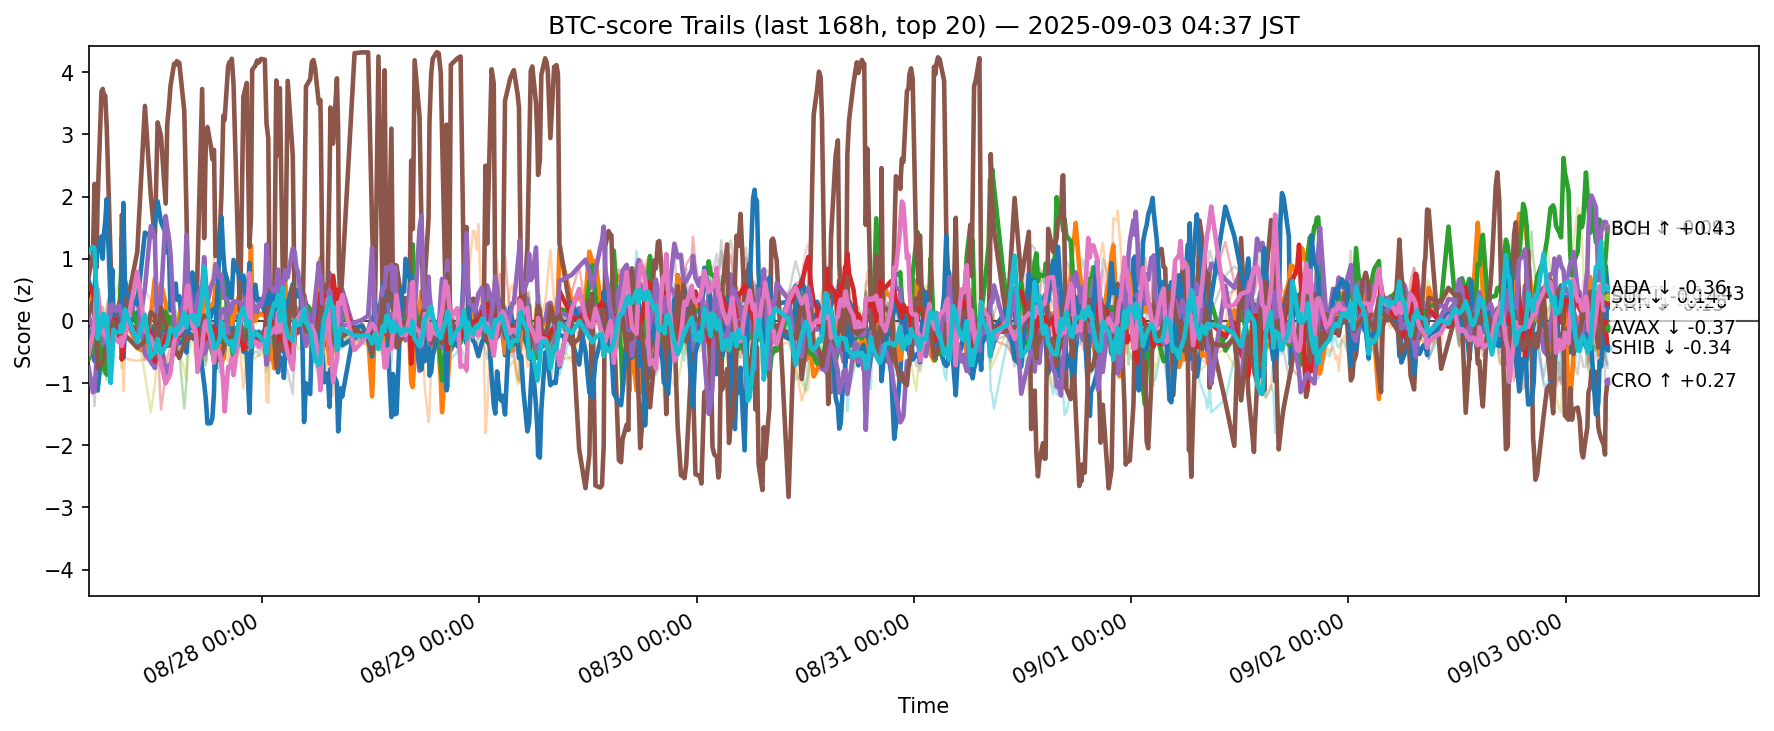 BTC-score Trails (last 168h, top 20) — 2025-09-03 04:37 JST
Score (z)
4
3
2
1
0
−1
−2
−3
−4
BCH ↑ +0.43
ADA ↓ -0.36
SUI ↓
AVAX ↓ -0.37
SHIB ↓ -0.34
CRO ↑ +0.27
08/28 00:00
08/29 00:00
08/30 00:00
08/31 00:00
09/01 00:00
09/02 00:00
09/03 00:00
Time